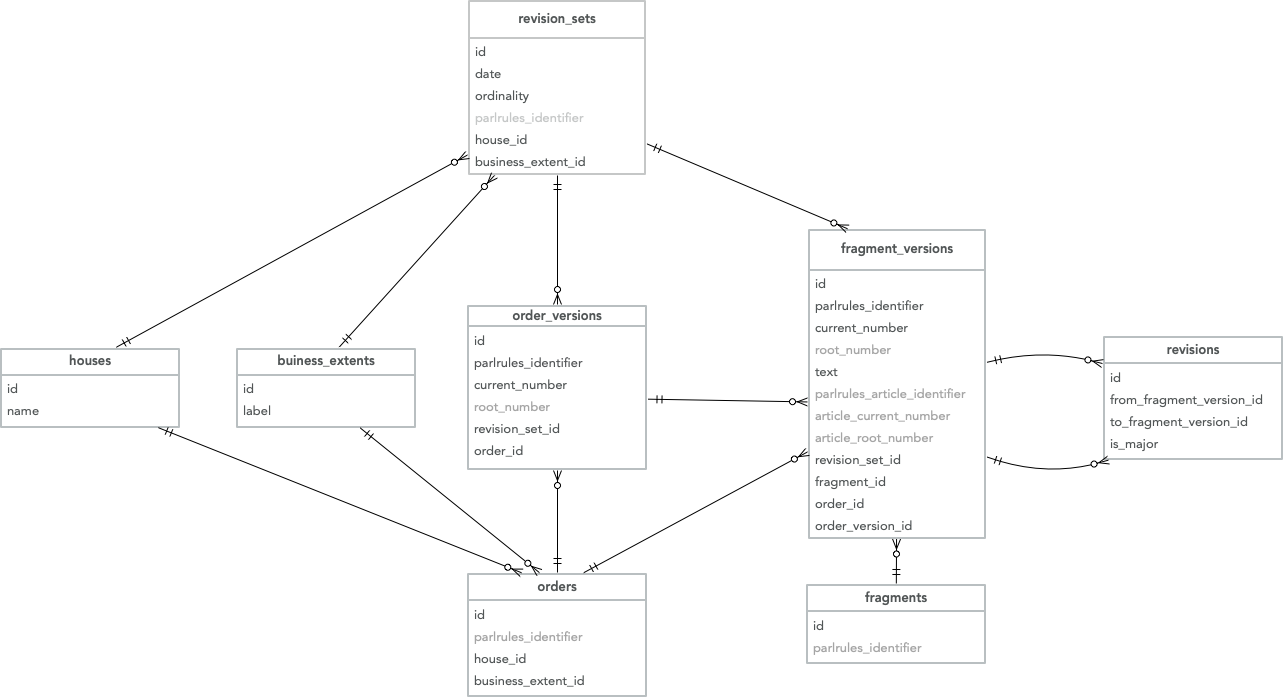 revision_sets
id
date
ordinality
parlrules_identifier
house_id
business_extent_id
fragment_versions
id
parlrules_identifier
current_number
root_number
text
parlrules_article_identifier
article_current_number
article_root_number
revision_set_id
fragment_id
order_id
order_version_id
order_versions
id
parlrules_identifier
current_number
root_number
revision_set_id
order_id
revisions
id
from_fragment_version_id
to_fragment_version_id
is_major
houses
id
name
buiness_extents
id
label
orders
id
parlrules_identifier
house_id
business_extent_id
fragments
id
parlrules_identifier